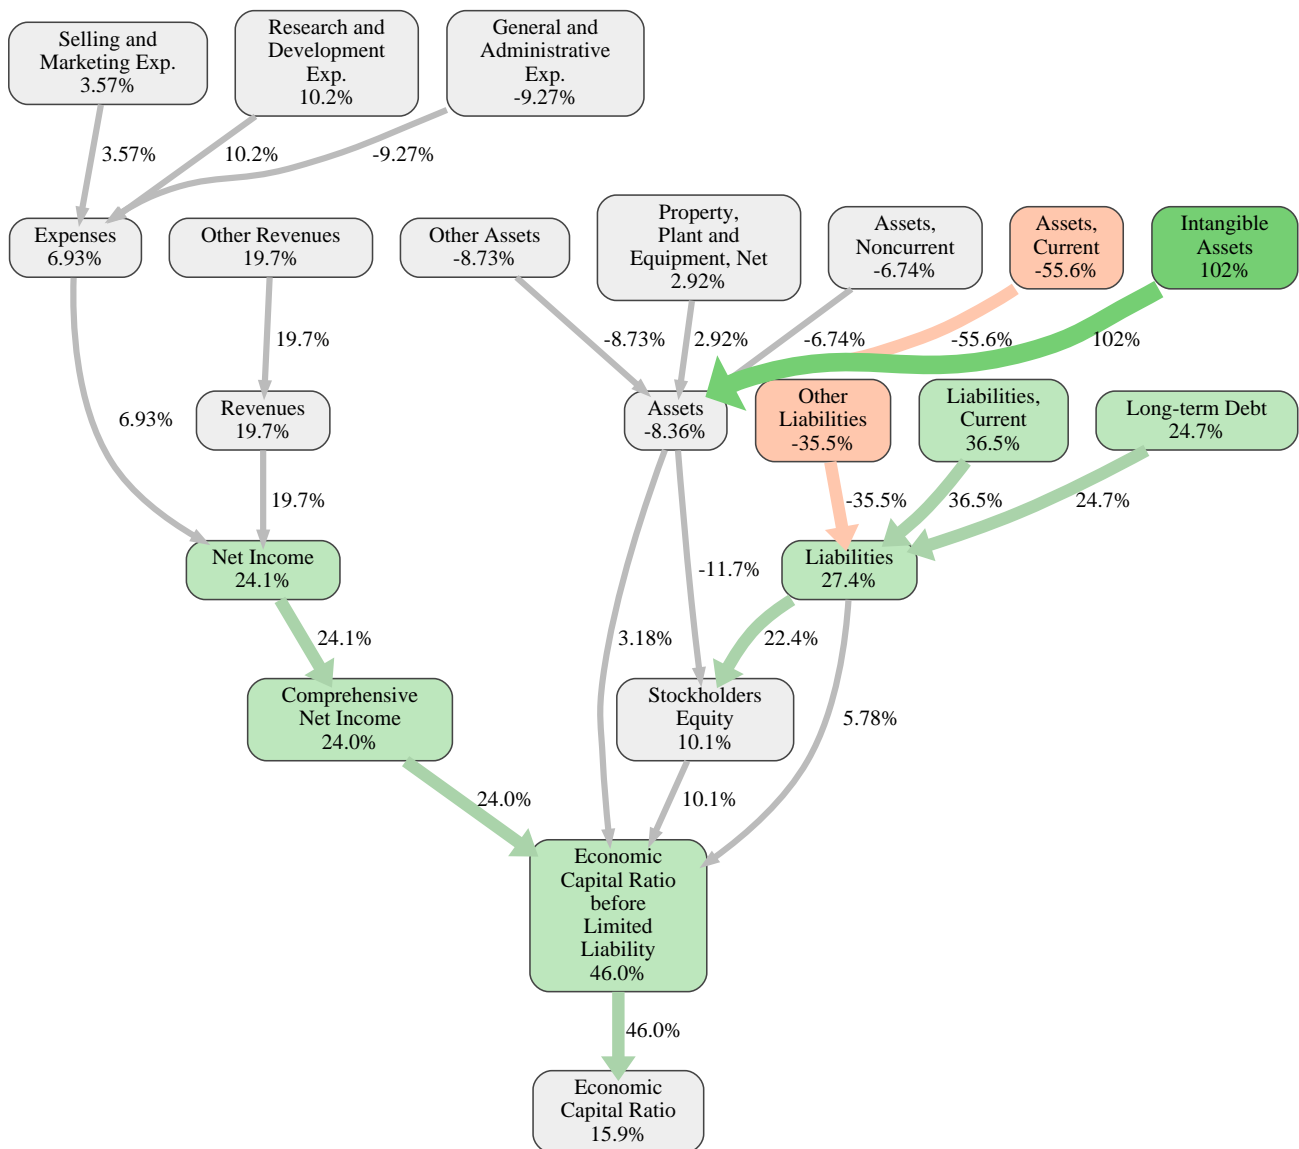 Selling and
Marketing Exp.
3.57%
Research and
Development
Exp.
10.2%
General and
Administrative
Exp.
-9.27%
3.57%
10.2%
-9.27%
Expenses
6.93%
Other Revenues
19.7%
Other Assets
-8.73%
Property,
Plant and
Equipment, Net
2.92%
Assets,
Noncurrent
-6.74%
Assets,
Current
-55.6%
Intangible
Assets
102%
19.7%
-8.73%
2.92%
-6.74%
-55.6%
102%
6.93%
Revenues
19.7%
Assets
-8.36%
Other
Liabilities
-35.5%
Liabilities,
Current
36.5%
Long-term Debt
24.7%
19.7%
-35.5%
36.5%
24.7%
Net Income
24.1%
-11.7%
Liabilities
27.4%
24.1%
3.18%
22.4%
Comprehensive
Net Income
24.0%
Stockholders
Equity
10.1%
5.78%
24.0%
10.1%
Economic
Capital Ratio
before
Limited
Liability
46.0%
46.0%
Economic
Capital Ratio
15.9%